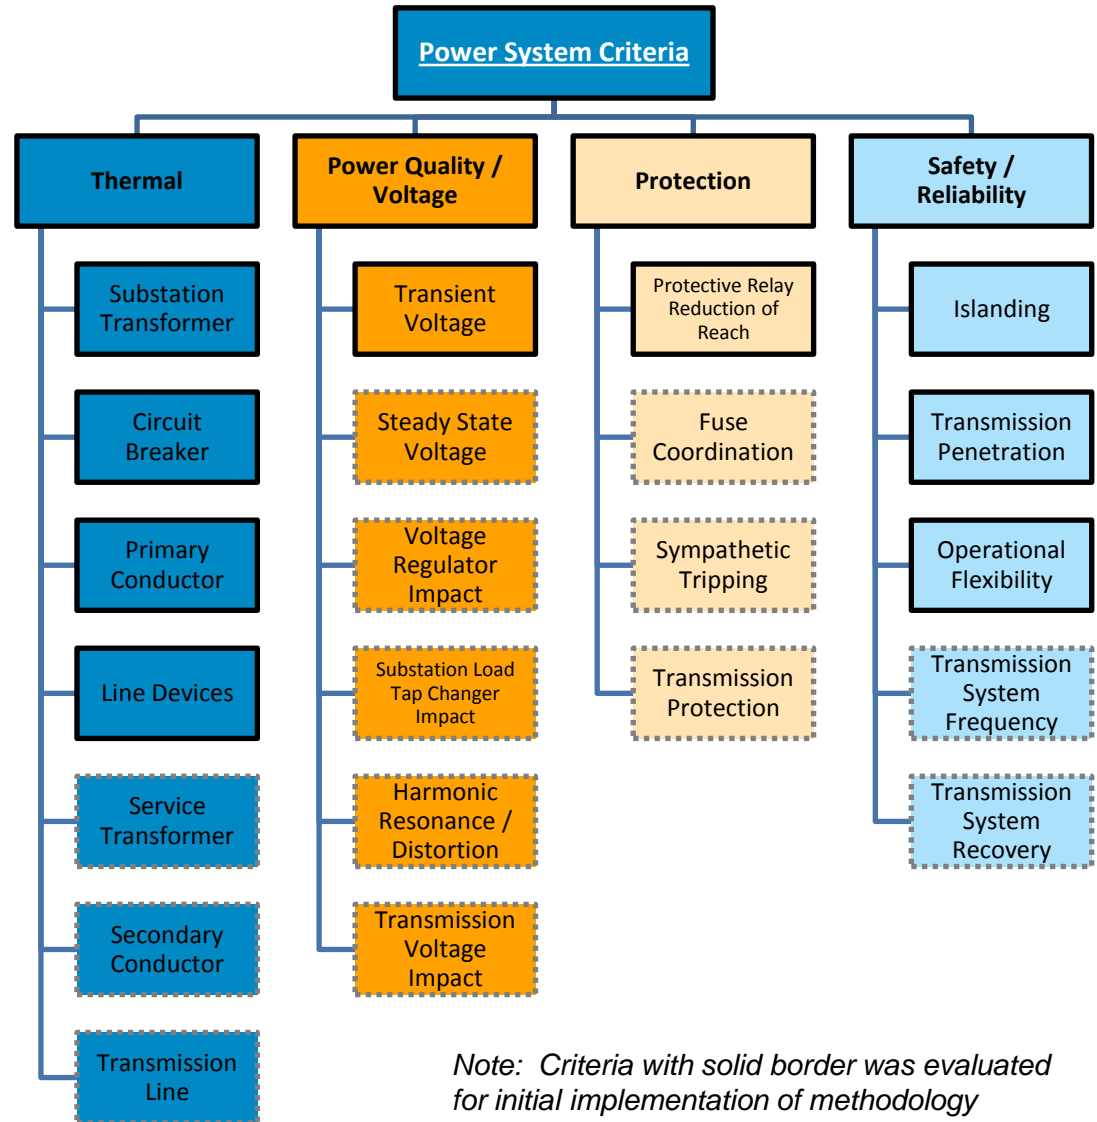 Power System Criteria
Thermal
Substation
Transformer
Circuit
Breaker
Primary
Conductor
Line Devices
Service
Transformer
Secondary
Conductor
Transmission
Line
Power Quality /
Voltage
Transient
Voltage
Steady State
Voltage
Voltage
Regulator
Impact
Substation Load
Tap Changer
Impact
Harmonic
Resonance /
Distortion
Transmission
Voltage
Impact
Protection
Protective Relay
Reduction of
Reach
Fuse
Coordination
Sympathetic
Tripping
Transmission
Protection
Safety /
Reliability
Islanding
Transmission
Penetration
Operational
Flexibility
Transmission
System
Frequency
Transmission
System
Recovery
Note:  Criteria with solid border was evaluated
for initial implementation of methodology